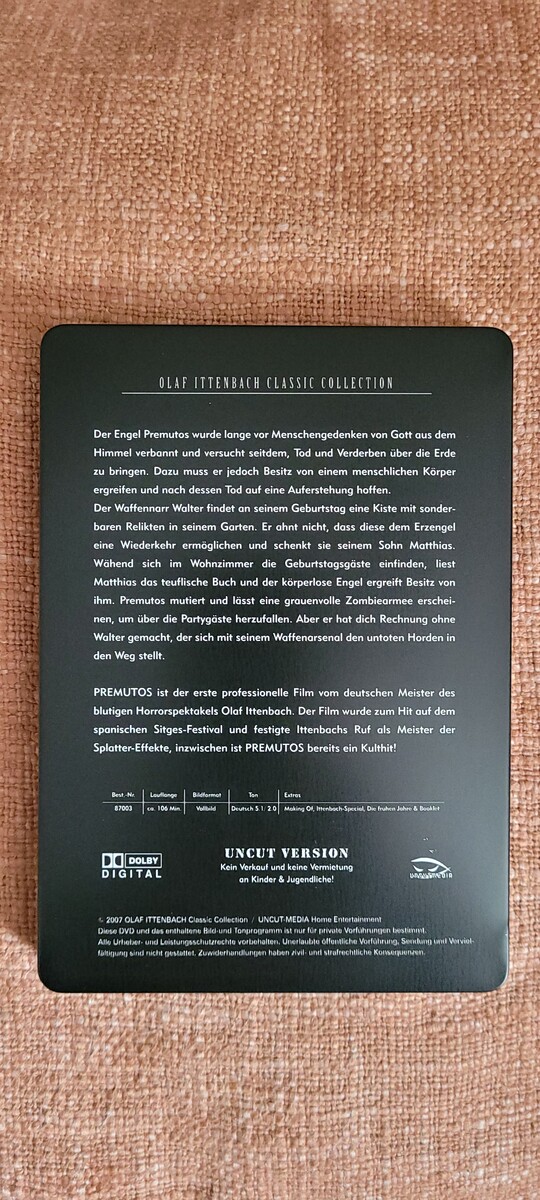 OLAF ITTENBACH CLASSIC COLLECTION
Der Engel Premutos wurde lange vor Menschengedenken von Gott aus dem
Himmel verbannt und versucht seitdem, Tod und Verderben über die Erde
zu bringen. Dazu muss er jedoch Besitz von einem menschlichen Körper
ergreifen und nach dessen Tod auf eine Auferstehung hoffen.
Der Waffennarr Walter findet an seinem Geburtstag eine Kiste mit sonder-
baren Relikten in seinem Garten. Er ahnt nicht, dass diese dem Erzengel
eine Wiederkehr ermöglichen und schenkt sie seinem Sohn Matthias.
Wähend sich im Wohnzimmer die Geburtstagsgäste einfinden, liest
Matthias das teuflische Buch und der körperlose Engel ergreift Besitz von
ihm. Premutos mutiert und lässt eine grauenvolle Zombiearmee erschei-
nen, um über die Partygäste herzufallen. Aber er hat dich Rechnung ohne
Walter gemacht, der sich mit seinem Waffenarsenal den untoten Horden in
den Weg stellt.
PREMUTOS ist der erste professionelle Film vom deutschen Meister des
blutigen Horrorspektakels Olaf Ittenbach. Der Film wurde zum Hit auf dem
spanischen Sitges-Festival und festigte Ittenbachs Ruf als Meister der
Splatter-Effekte, inzwischen ist PREMUTOS bereits ein Kulthit!
Best.-Nr. Lauflänge Bildformat Ton Extras
87003 ca. 106 Min. Vollbild Deutsch 5.1/ 2.0 Making Of, Ittenbach-Special, Die frühen Jahre & Booklet
DOLBY
DIGITAL
UNCUT VERSION
Kein Verkauf und keine Vermietung
an Kinder & Jugendliche!
© 2007 OLAF ITTENBACH Classic Collection / UNCUT-MEDIA Home Entertainment
Diese DVD und das enthaltene Bild-und Tonprogramm ist nur für private Vorführungen bestimmt.
Alle Urheber- und Leistungsschutzrechte vorbehalten. Unerlaubte öffentliche Vorführung, Sendung und Verviel-
fältigung sind nicht gestattet. Zuwiderhandlungen haben zivil- und strafrechtliche Konsequenzen.